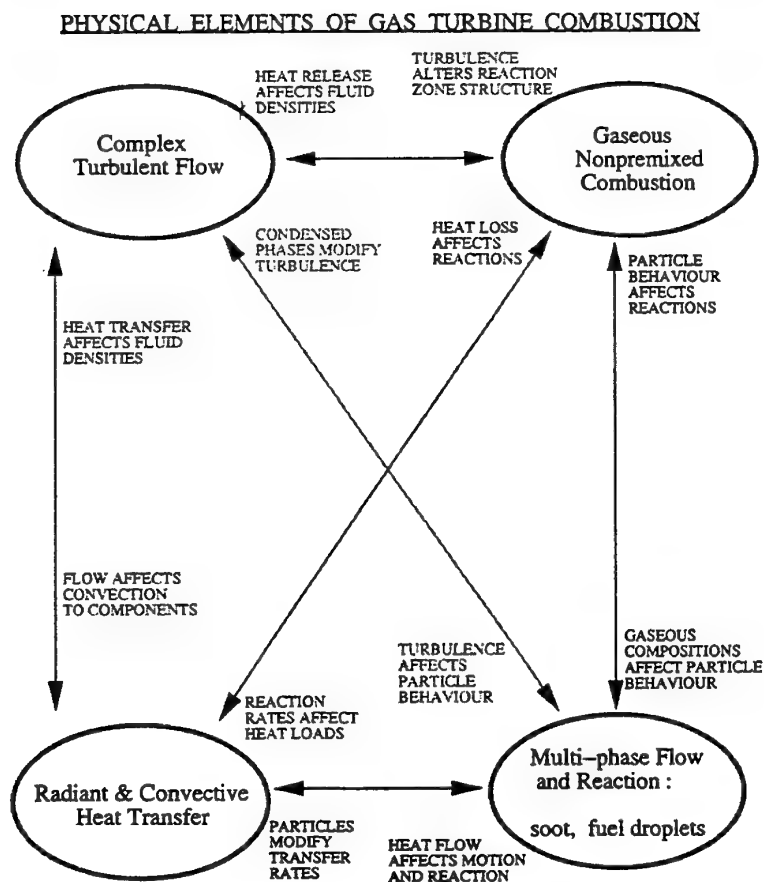 PHYSICAL ELEMENTS OF GAS TURBINE COMBUSTION
HEAT RELEASE
AFFECTS FLUID
DENSITIES
TURBULENCE
ALTERS REACTION
ZONE STRUCTURE
Complex
Turbulent Flow
Gaseous
Nonpremixed
Combustion
CONDENSED
PHASES MODIFY
TURBULENCE
HEAT LOSS
AFFECTS
REACTIONS
PARTICLE
BEHAVIOUR
AFFECTS
REACTIONS
HEAT TRANSFER
AFFECTS FLUID
DENSITIES
FLOW AFFECTS
CONVECTION
TO COMPONENTS
TURBULENCE
AFFECTS
PARTICLE
BEHAVIOUR
GASEOUS
COMPOSITIONS
AFFECT PARTICLE
BEHAVIOUR
REACTION
RATES AFFECT
HEAT LOADS
Radiant & Convective
Heat Transfer
Multi-phase Flow
and Reaction :
soot, fuel droplets
PARTICLES
MODIFY
TRANSFER
RATES
HEAT FLOW
AFFECTS MOTION
AND REACTION